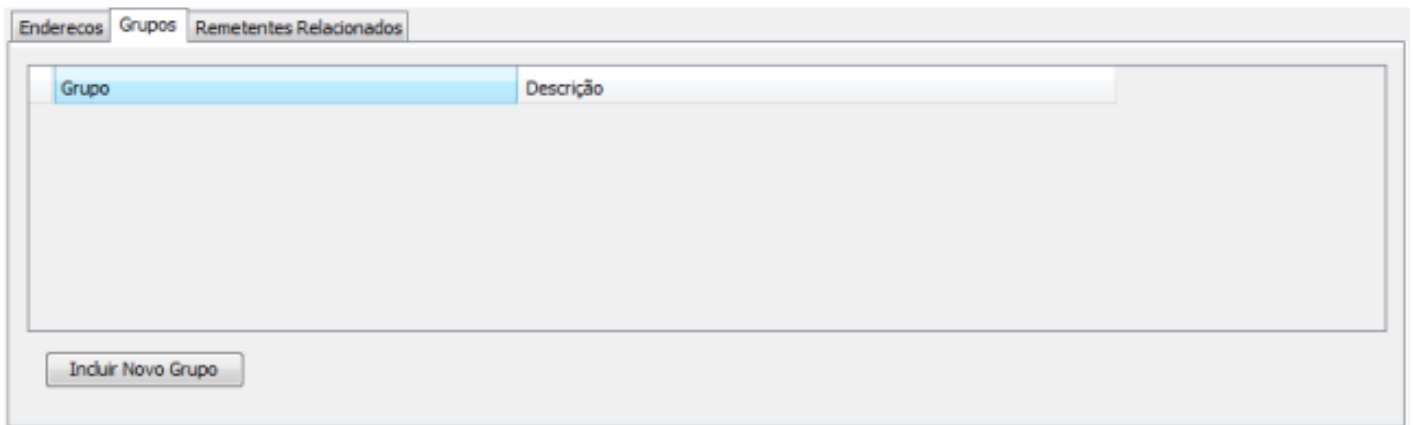 Enderecos Grupos Remetentes Relacionados
Grupo Descrição
Incluir Novo Grupo